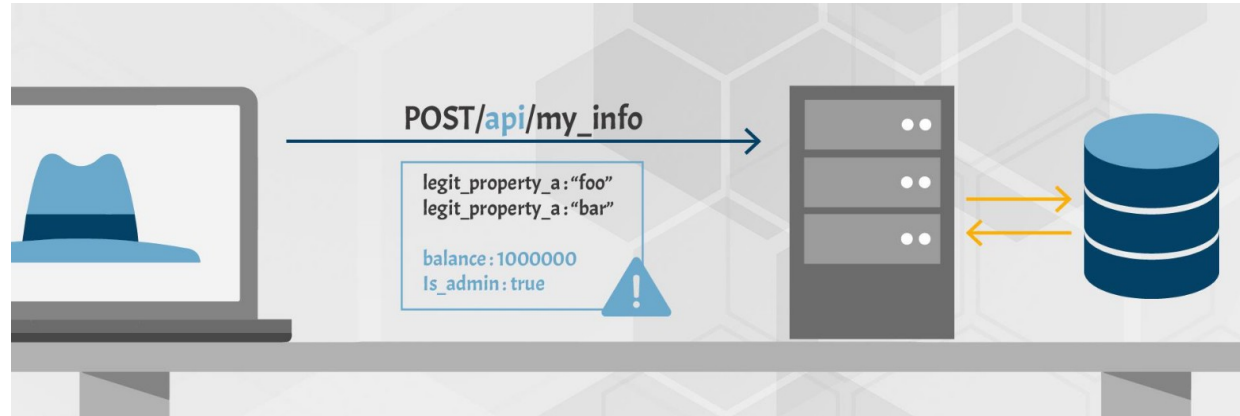 POST/api/my_info
legit_property_a : “foo”
legit_property_a : “bar”
balance : 1000000
Is_admin : true
!